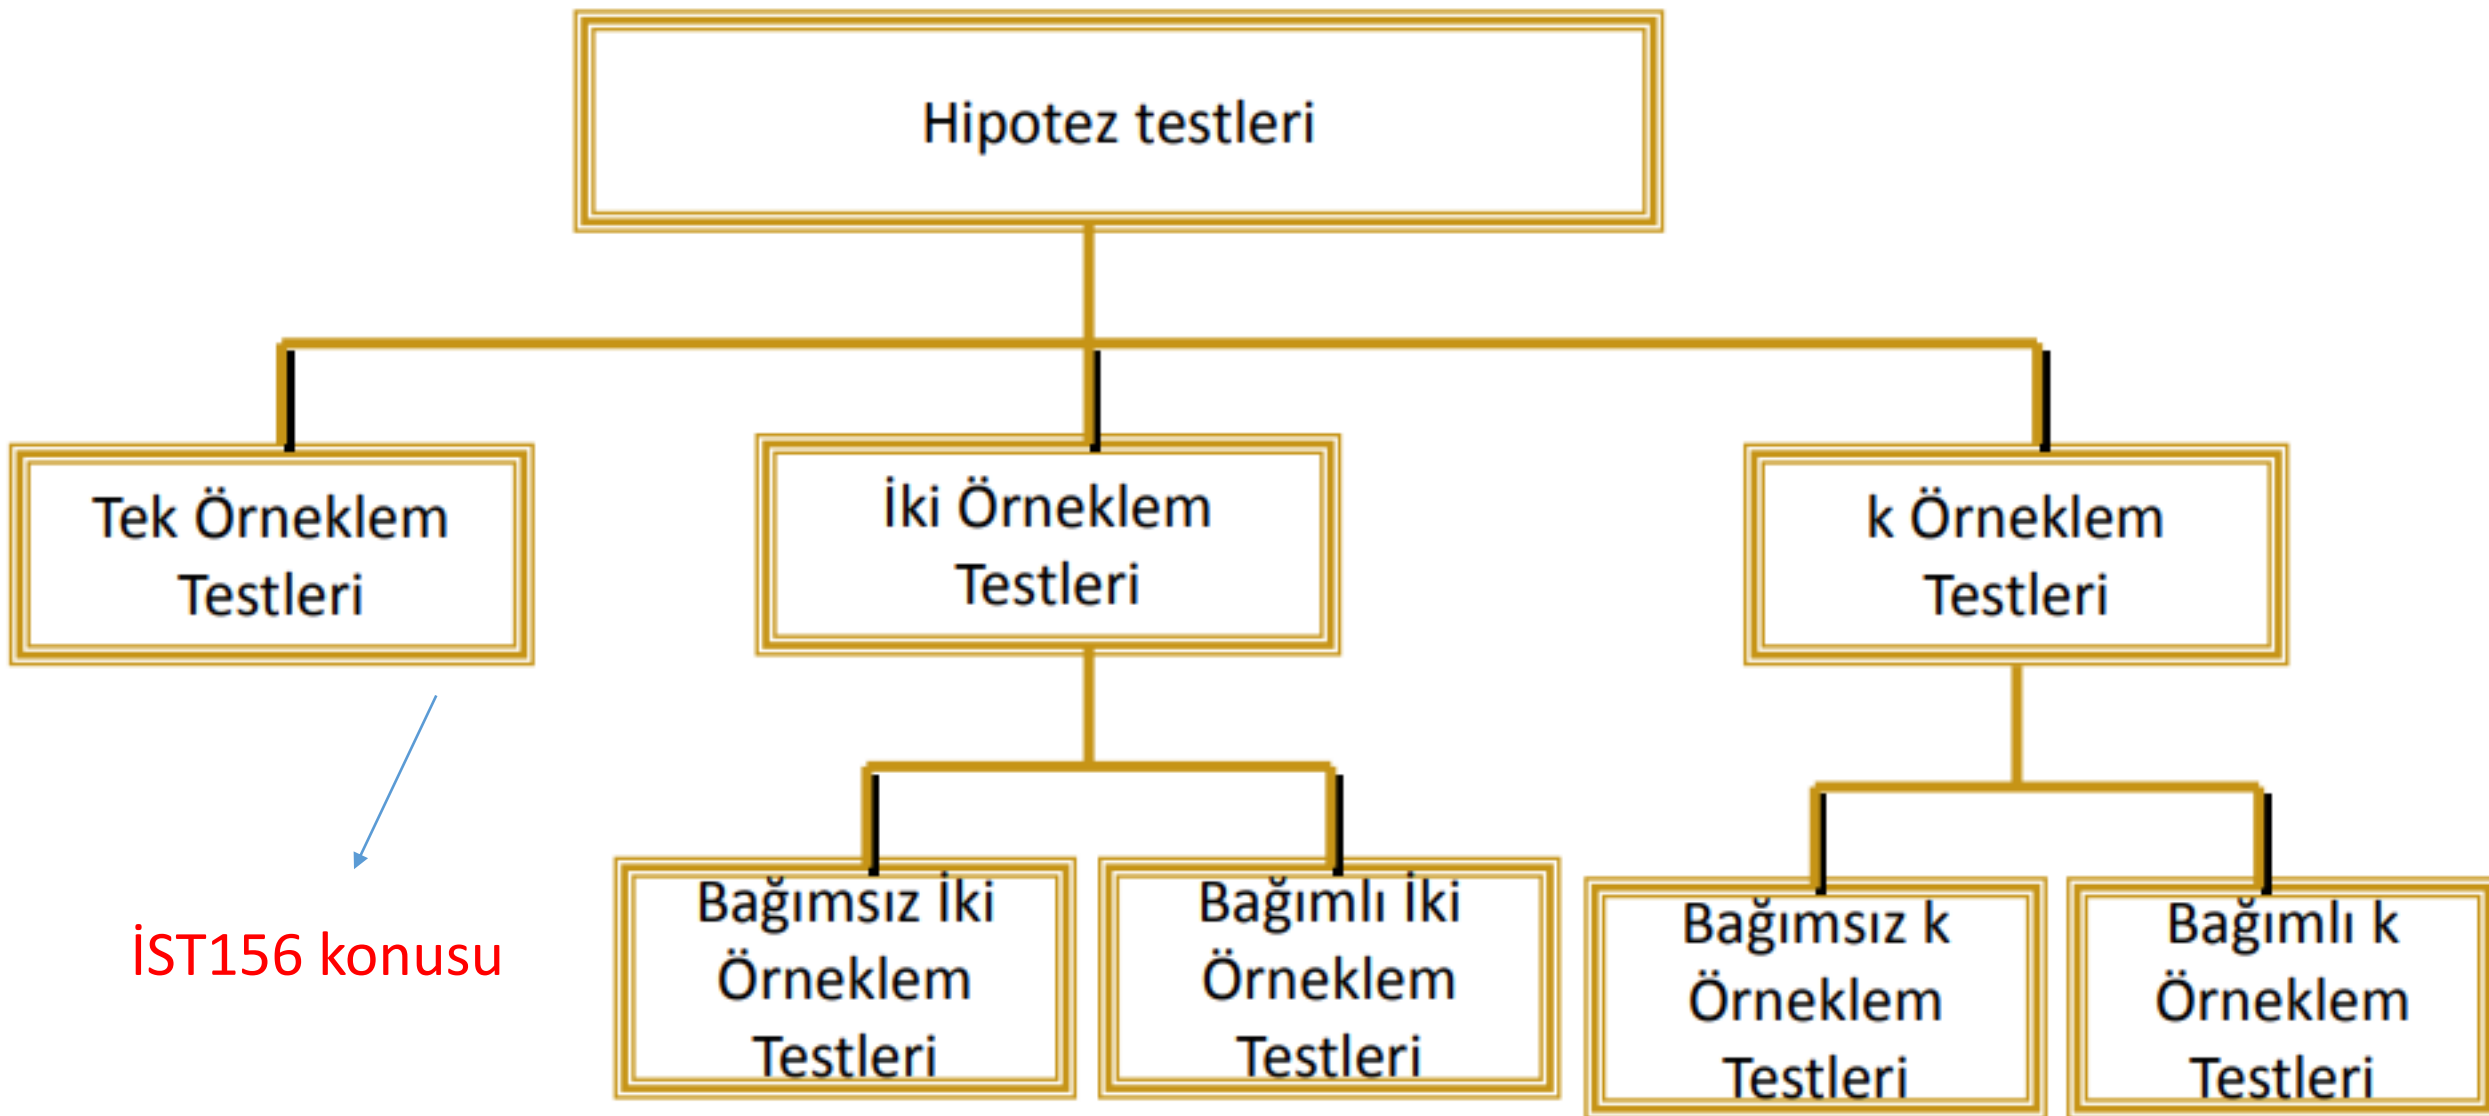 Hipotez testleri
Tek Örneklem
Testleri
İki Örneklem
Testleri
k Örneklem
Testleri
İST156 konusu
Bağımsız İki
Örneklem
Testleri
Bağımlı İki
Örneklem
Testleri
Bağımsız k
Örneklem
Testleri
Bağımlı k
Örneklem
Testleri